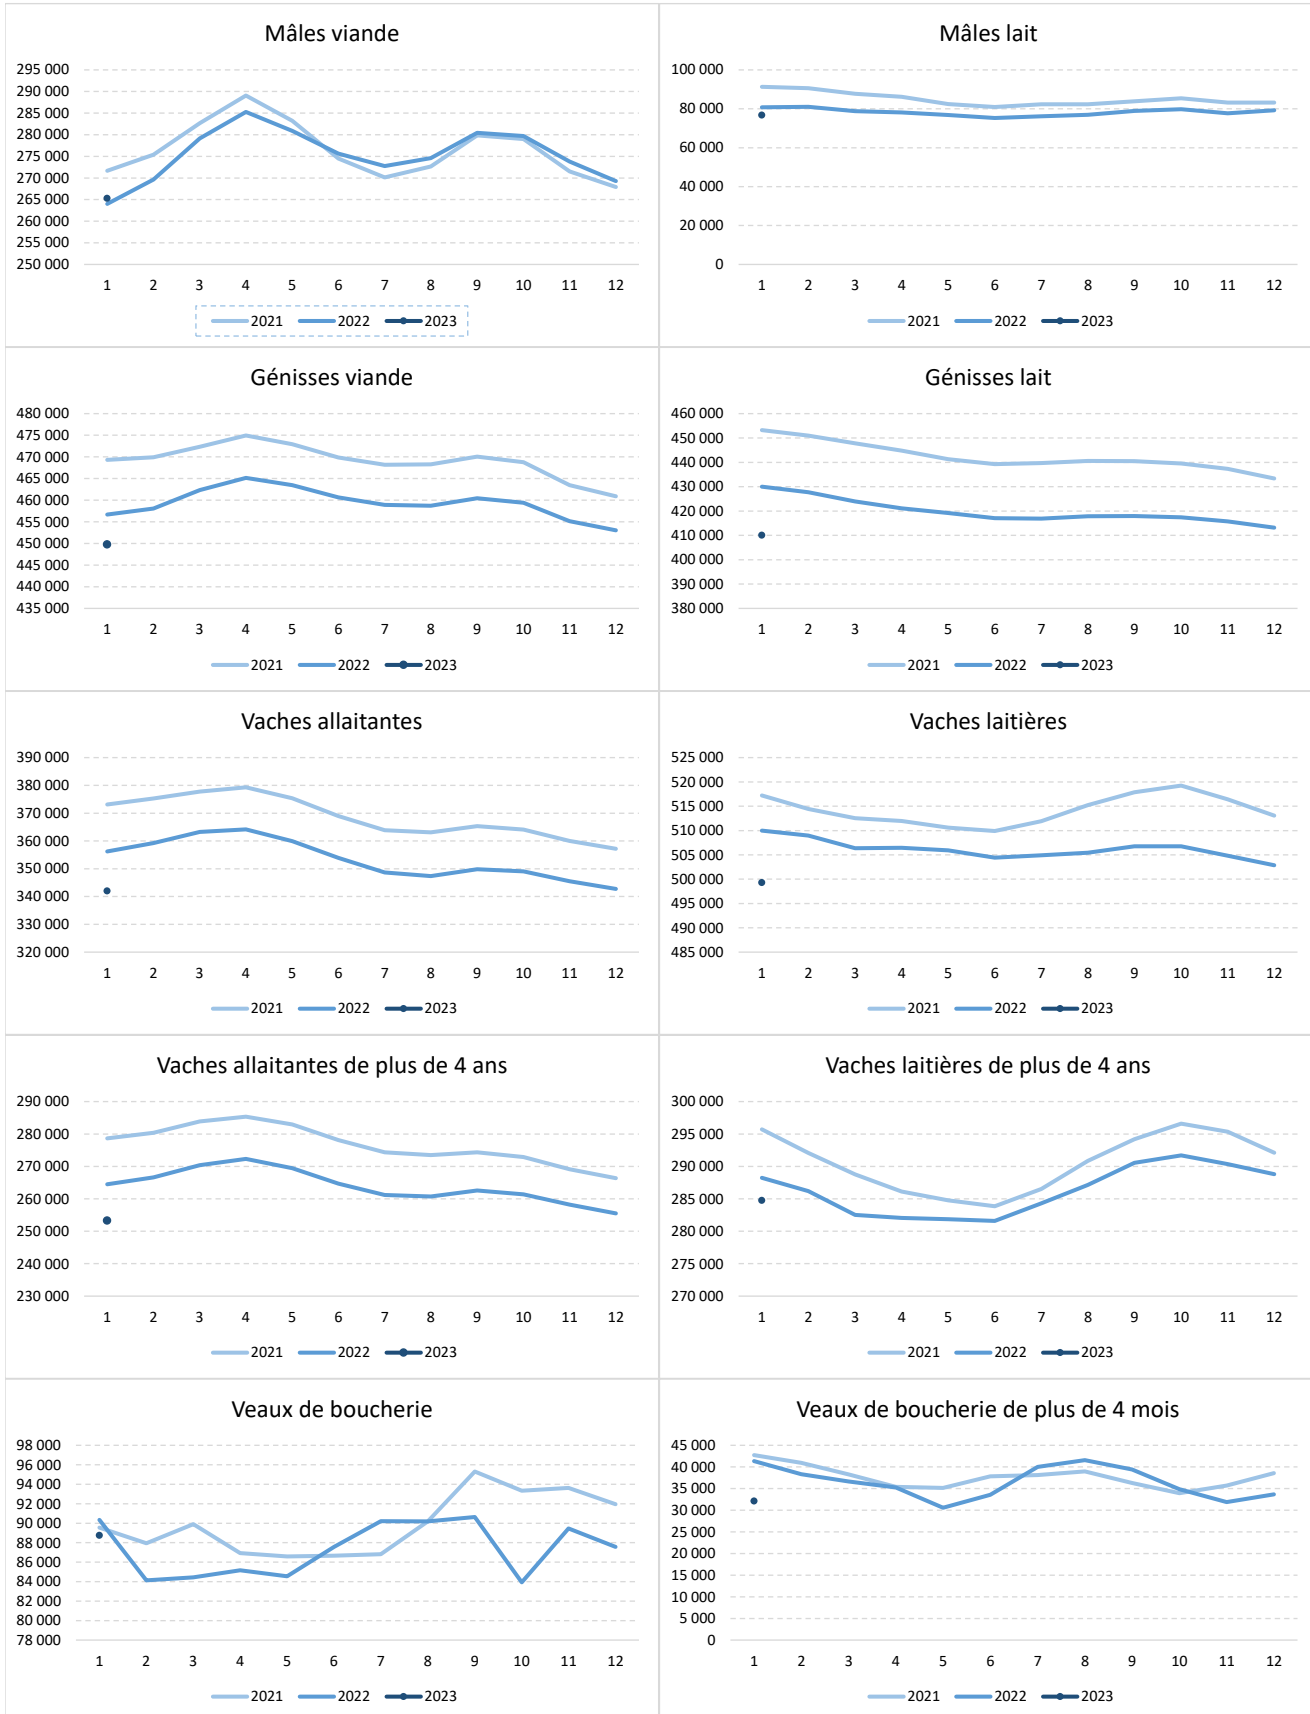 Mâles viande
295 000
290 000
285 000
280 000
275 000
270 000
265 000
260 000
255 000
250 000
1 2 3 4 5 6 7 8 9 10 11 12
2021 2022 2023
Mâles lait
100 000
80 000
60 000
40 000
20 000
0
1 2 3 4 5 6 7 8 9 10 11 12
2021 2022 2023
Génisses viande
480 000
475 000
470 000
465 000
460 000
455 000
450 000
445 000
440 000
435 000
1 2 3 4 5 6 7 8 9 10 11 12
2021 2022 2023
Génisses lait
460 000
450 000
440 000
430 000
420 000
410 000
400 000
390 000
380 000
1 2 3 4 5 6 7 8 9 10 11 12
2021 2022 2023
Vaches allaitantes
390 000
380 000
370 000
360 000
350 000
340 000
330 000
320 000
1 2 3 4 5 6 7 8 9 10 11 12
2021 2022 2023
Vaches laitières
525 000
520 000
515 000
510 000
505 000
500 000
495 000
490 000
485 000
1 2 3 4 5 6 7 8 9 10 11 12
2021 2022 2023
Vaches allaitantes de plus de 4 ans
290 000
280 000
270 000
260 000
250 000
240 000
230 000
1 2 3 4 5 6 7 8 9 10 11 12
2021 2022 2023
Vaches laitières de plus de 4 ans
300 000
295 000
290 000
285 000
280 000
275 000
270 000
1 2 3 4 5 6 7 8 9 10 11 12
2021 2022 2023
Veaux de boucherie
98 000
96 000
94 000
92 000
90 000
88 000
86 000
84 000
82 000
80 000
78 000
1 2 3 4 5 6 7 8 9 10 11 12
2021 2022 2023
Veaux de boucherie de plus de 4 mois
45 000
40 000
35 000
30 000
25 000
20 000
15 000
10 000
5 000
0
1 2 3 4 5 6 7 8 9 10 11 12
2021 2022 2023